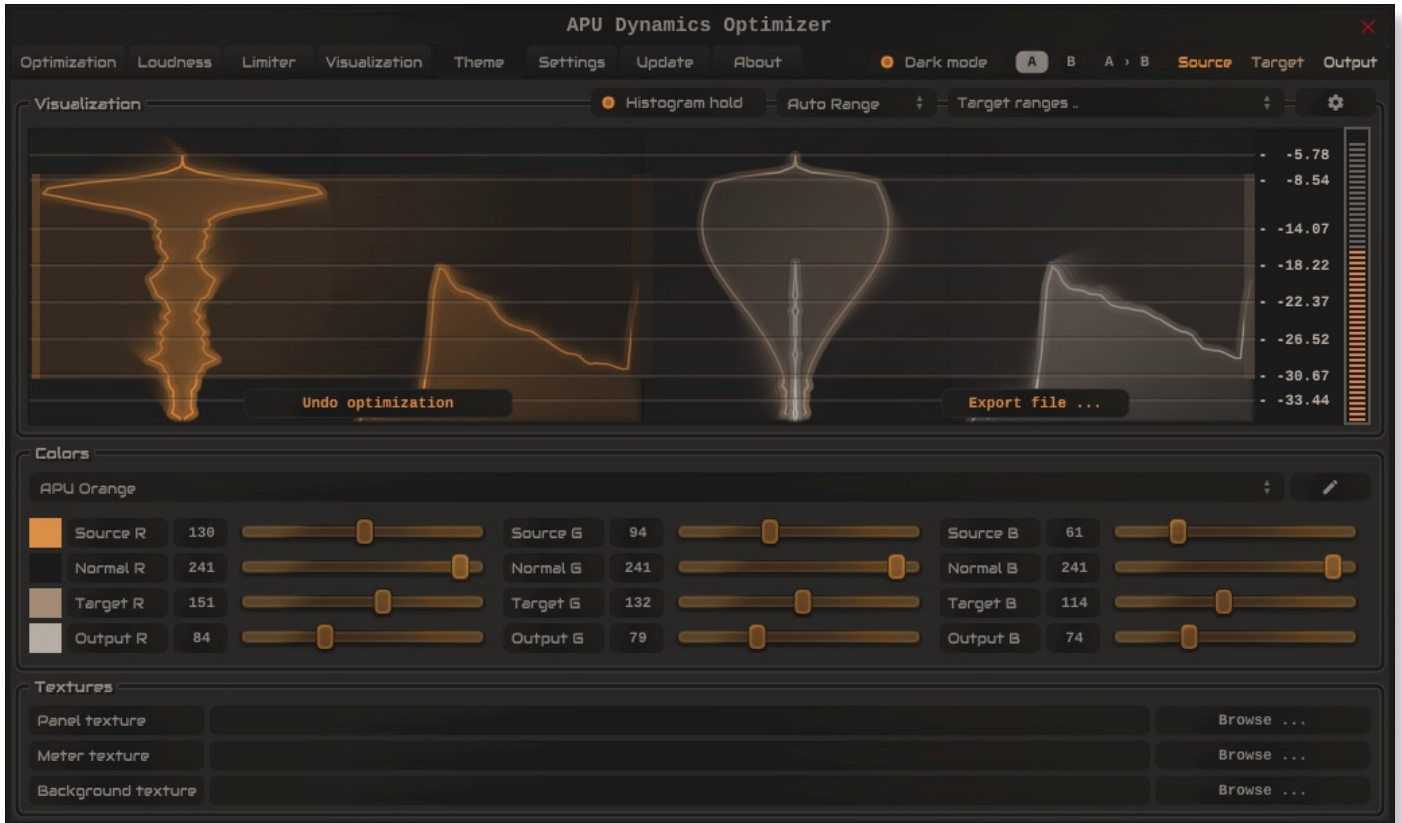 APU Dynamics Optimizer
Optimization Loudness Limiter Visualization Theme Settings Update About Dark mode A B A › B Source Target Output
Visualization Histogram hold Auto Range Target ranges ..
- -5.78
- -8.54
- -14.07
- -18.22
- -22.37
- -26.52
- -30.67
- -33.44
Undo optimization Export file ...
Colors
APU Orange
Source R 130 Source G 94 Source B 61
Normal R 241 Normal G 241 Normal B 241
Target R 151 Target G 132 Target B 114
Output R 84 Output G 79 Output B 74
Textures
Panel texture Browse ...
Meter texture Browse ...
Background texture Browse ...